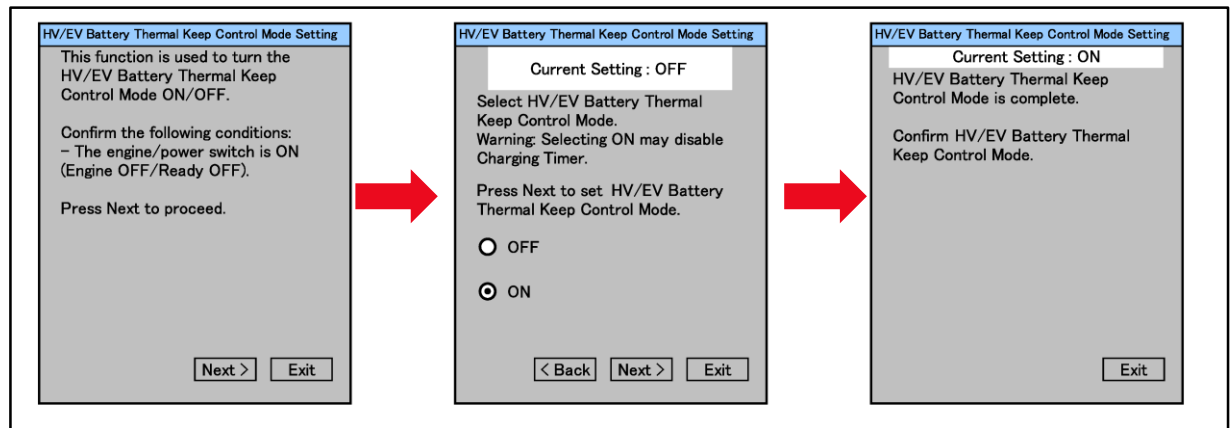 HV/EV Battery Thermal Keep Control Mode Setting
This function is used to turn the
HV/EV Battery Thermal Keep
Control Mode ON/OFF.
Confirm the following conditions:
- The engine/power switch is ON
(Engine OFF/Ready OFF).
Press Next to proceed.
Next >
Exit
HV/EV Battery Thermal Keep Control Mode Setting
Current Setting : OFF
Select HV/EV Battery Thermal
Keep Control Mode.
Warning: Selecting ON may disable
Charging Timer.
Press Next to set HV/EV Battery
Thermal Keep Control Mode.
OFF
ON
< Back
Next >
Exit
HV/EV Battery Thermal Keep Control Mode Setting
Current Setting : ON
HV/EV Battery Thermal Keep
Control Mode is complete.
Confirm HV/EV Battery Thermal
Keep Control Mode.
Exit